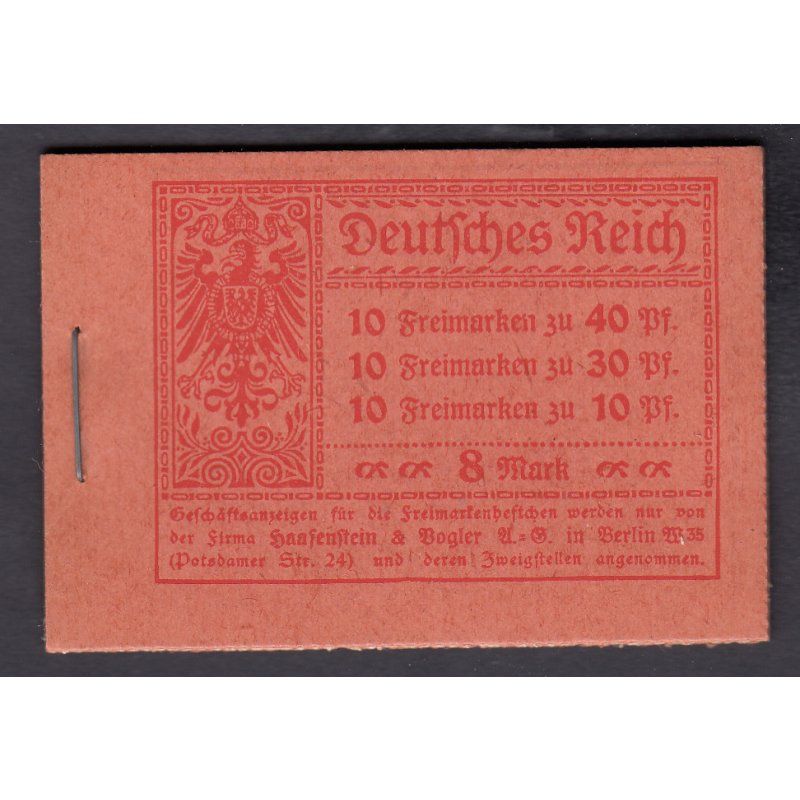 Deutsches Reich
10 Freimarken zu 40 Pf.
10 Freimarken zu 30 Pf.
10 Freimarken zu 10 Pf.
8 Mark
Geschäftsanzeigen für die Freimarkenheftchen werden nur von
der Firma Haasenstein & Vogler A.=G. in Berlin W35
(Potsdamer Str. 24) und deren Zweigstellen angenommen.